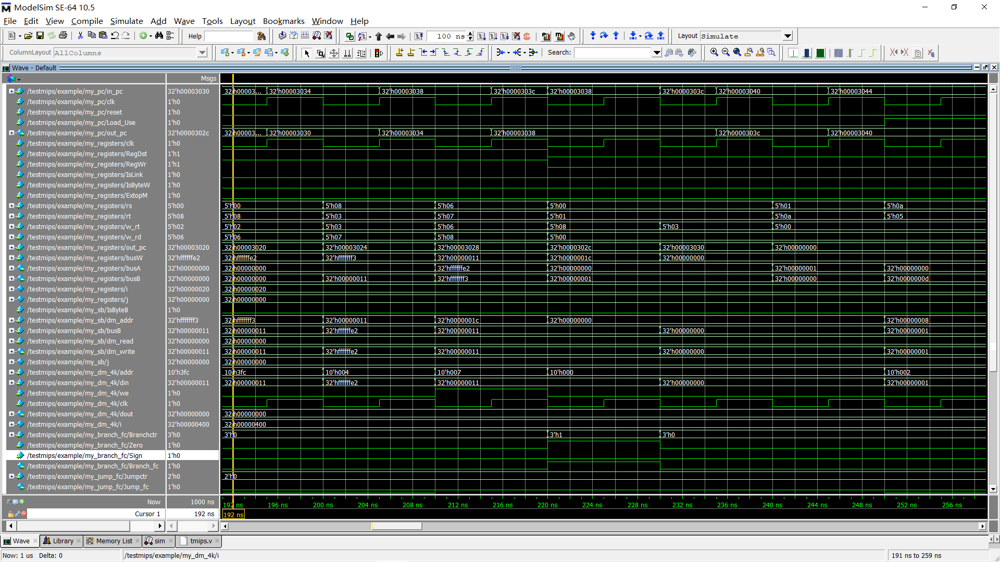 ModelSim SE-64 10.5
File Edit View Compile Simulate Add Wave Tools Layout Bookmarks Window Help
Help 100 ns Layout Simulate
ColumnLayout AllColumns Search:
Wave - Default
Msgs
/testmips/example/my_pc/in_pc 32'h00003030 32'h00003... 32'h00003034 32'h00003038 32'h0000303c 32'h00003038 32'h0000303c 32'h00003040 32'h00003044
/testmips/example/my_pc/clk 1'h0
/testmips/example/my_pc/reset 1'h0
/testmips/example/my_pc/Load_Use 1'h0
/testmips/example/my_pc/out_pc 32'h0000302c 32'h00003... 32'h00003030 32'h00003034 32'h00003038 32'h0000303c 32'h00003040
/testmips/example/my_registers/clk 1'h0
/testmips/example/my_registers/RegDst 1'h1
/testmips/example/my_registers/RegWr 1'h1
/testmips/example/my_registers/IsLink 1'h0
/testmips/example/my_registers/IsByteW 1'h0
/testmips/example/my_registers/ExtopM 1'h0
/testmips/example/my_registers/rs 5'h00 5'h00 5'h08 5'h06 5'h00 5'h01 5'h0a
/testmips/example/my_registers/rt 5'h08 5'h08 5'h03 5'h07 5'h01 5'h0a 5'h05
/testmips/example/my_registers/w_rt 5'h02 5'h02 5'h03 5'h06 5'h08 5'h03 5'h00
/testmips/example/my_registers/w_rd 5'h06 5'h06 5'h07 5'h08 5'h00
/testmips/example/my_registers/out_pc 32'h00003020 32'h00003020 32'h00003024 32'h00003028 32'h0000302c 32'h00003030 32'h00000000
/testmips/example/my_registers/busW 32'hffffffe2 32'hffffffe2 32'hfffffff3 32'h00000011 32'h0000001c 32'h00000000
/testmips/example/my_registers/busA 32'h00000000 32'h00000000 32'hffffffe2 32'h00000000 32'h00000001 32'h00000000
/testmips/example/my_registers/busB 32'h00000000 32'h00000000 32'h00000011 32'hfffffff3 32'h00000001 32'h00000000 32'h0000000d
/testmips/example/my_registers/i 32'h00000020 32'h00000020
/testmips/example/my_registers/j 32'h00000000 32'h00000000
/testmips/example/my_sb/IsByteB 1'h0
/testmips/example/my_sb/dm_addr 32'hfffffff3 32'hfffffff3 32'h00000011 32'h0000001c 32'h00000000 32'h00000008
/testmips/example/my_sb/busB 32'h00000011 32'h00000011 32'hffffffe2 32'h00000011 32'h00000000 32'h00000001
/testmips/example/my_sb/dm_read 32'h00000000 32'h00000000
/testmips/example/my_sb/dm_write 32'h00000011 32'h00000011 32'hffffffe2 32'h00000011 32'h00000000 32'h00000001
/testmips/example/my_sb/j 32'h00000000 32'h00000000
/testmips/example/my_dm_4k/addr 10'h3fc 10'h3fc 10'h004 10'h007 10'h000 10'h002
/testmips/example/my_dm_4k/din 32'h00000011 32'h00000011 32'hffffffe2 32'h00000011 32'h00000000 32'h00000001
/testmips/example/my_dm_4k/we 1'h0
/testmips/example/my_dm_4k/clk 1'h0
/testmips/example/my_dm_4k/dout 32'h00000000 32'h00000000
/testmips/example/my_dm_4k/i 32'h00000400 32'h00000400
/testmips/example/my_branch_fc/Branchctr 3'h0 3'h0 3'h1 3'h0
/testmips/example/my_branch_fc/Zero 1'h0
/testmips/example/my_branch_fc/Sign 1'h0
/testmips/example/my_branch_fc/Branch_fc 1'h0
/testmips/example/my_jump_fc/Jumpctr 2'h0 2'h0
/testmips/example/my_jump_fc/Jump_fc 1'h0
Now 1000 ns 192 ns 196 ns 200 ns 204 ns 208 ns 212 ns 216 ns 220 ns 224 ns 228 ns 232 ns 236 ns 240 ns 244 ns 248 ns 252 ns 256 ns
Cursor 1 192 ns 192 ns
Wave Library Memory List sim tmips.v
Now: 1 us Delta: 0 /testmips/example/my_dm_4k/i 191 ns to 259 ns